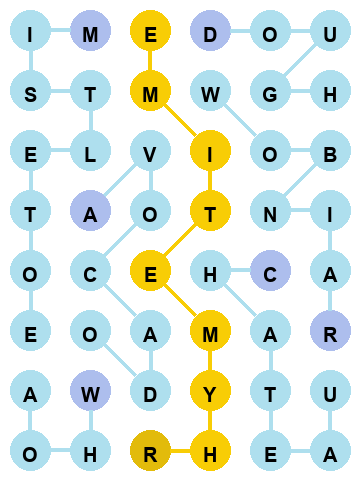 I M E D O U
S T M W G H
E L V I O B
T A O T N I
O C E H C A
E O A M A R
A W D Y T U
O H R H E A